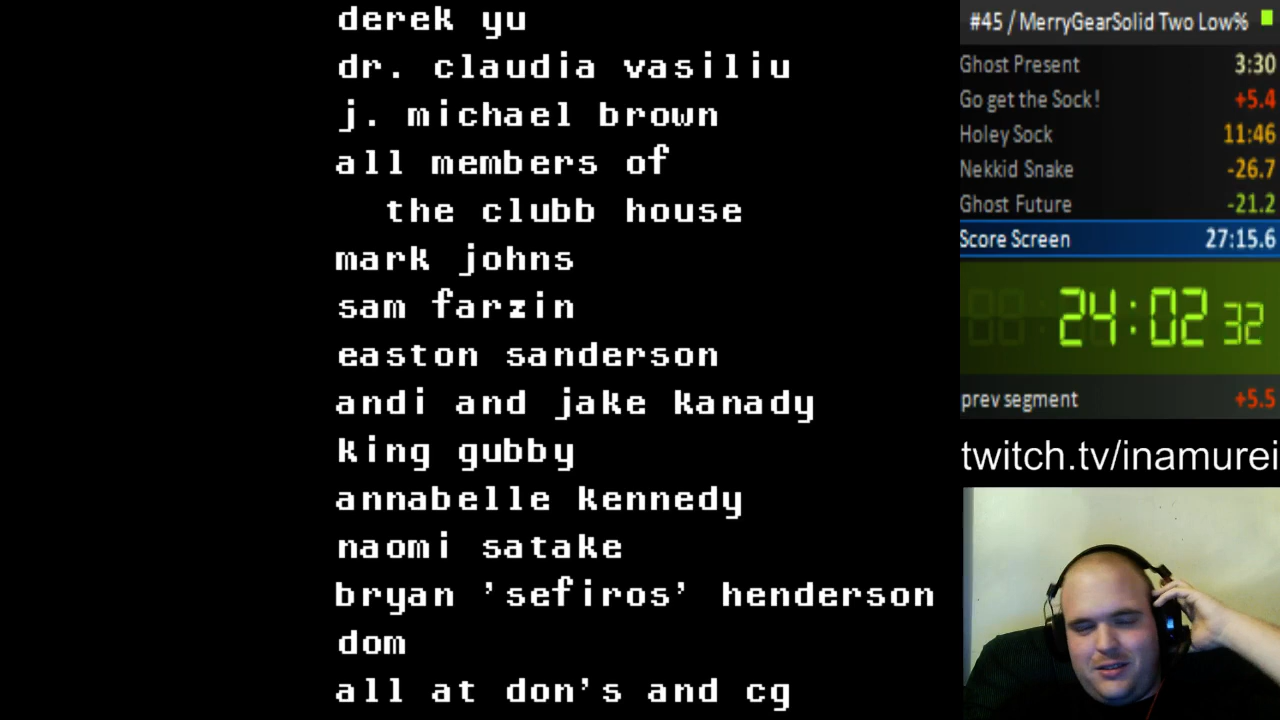 derek yu
dr. claudia vasiliu
j. michael brown
all members of
the clubb house
mark johns
sam farzin
easton sanderson
andi and jake kanady
king gubby
annabelle kennedy
naomi satake
bryan 'sefiros' henderson
dom
all at don's and cg
#45 / MerryGearSolid Two Low%
Ghost Present 3:30
Go get the Sock! +5.4
Holey Sock 11:46
Nekkid Snake -26.7
Ghost Future -21.2
Score Screen 27:15.6
24:02 32
prev segment +5.5
twitch.tv/inamurei